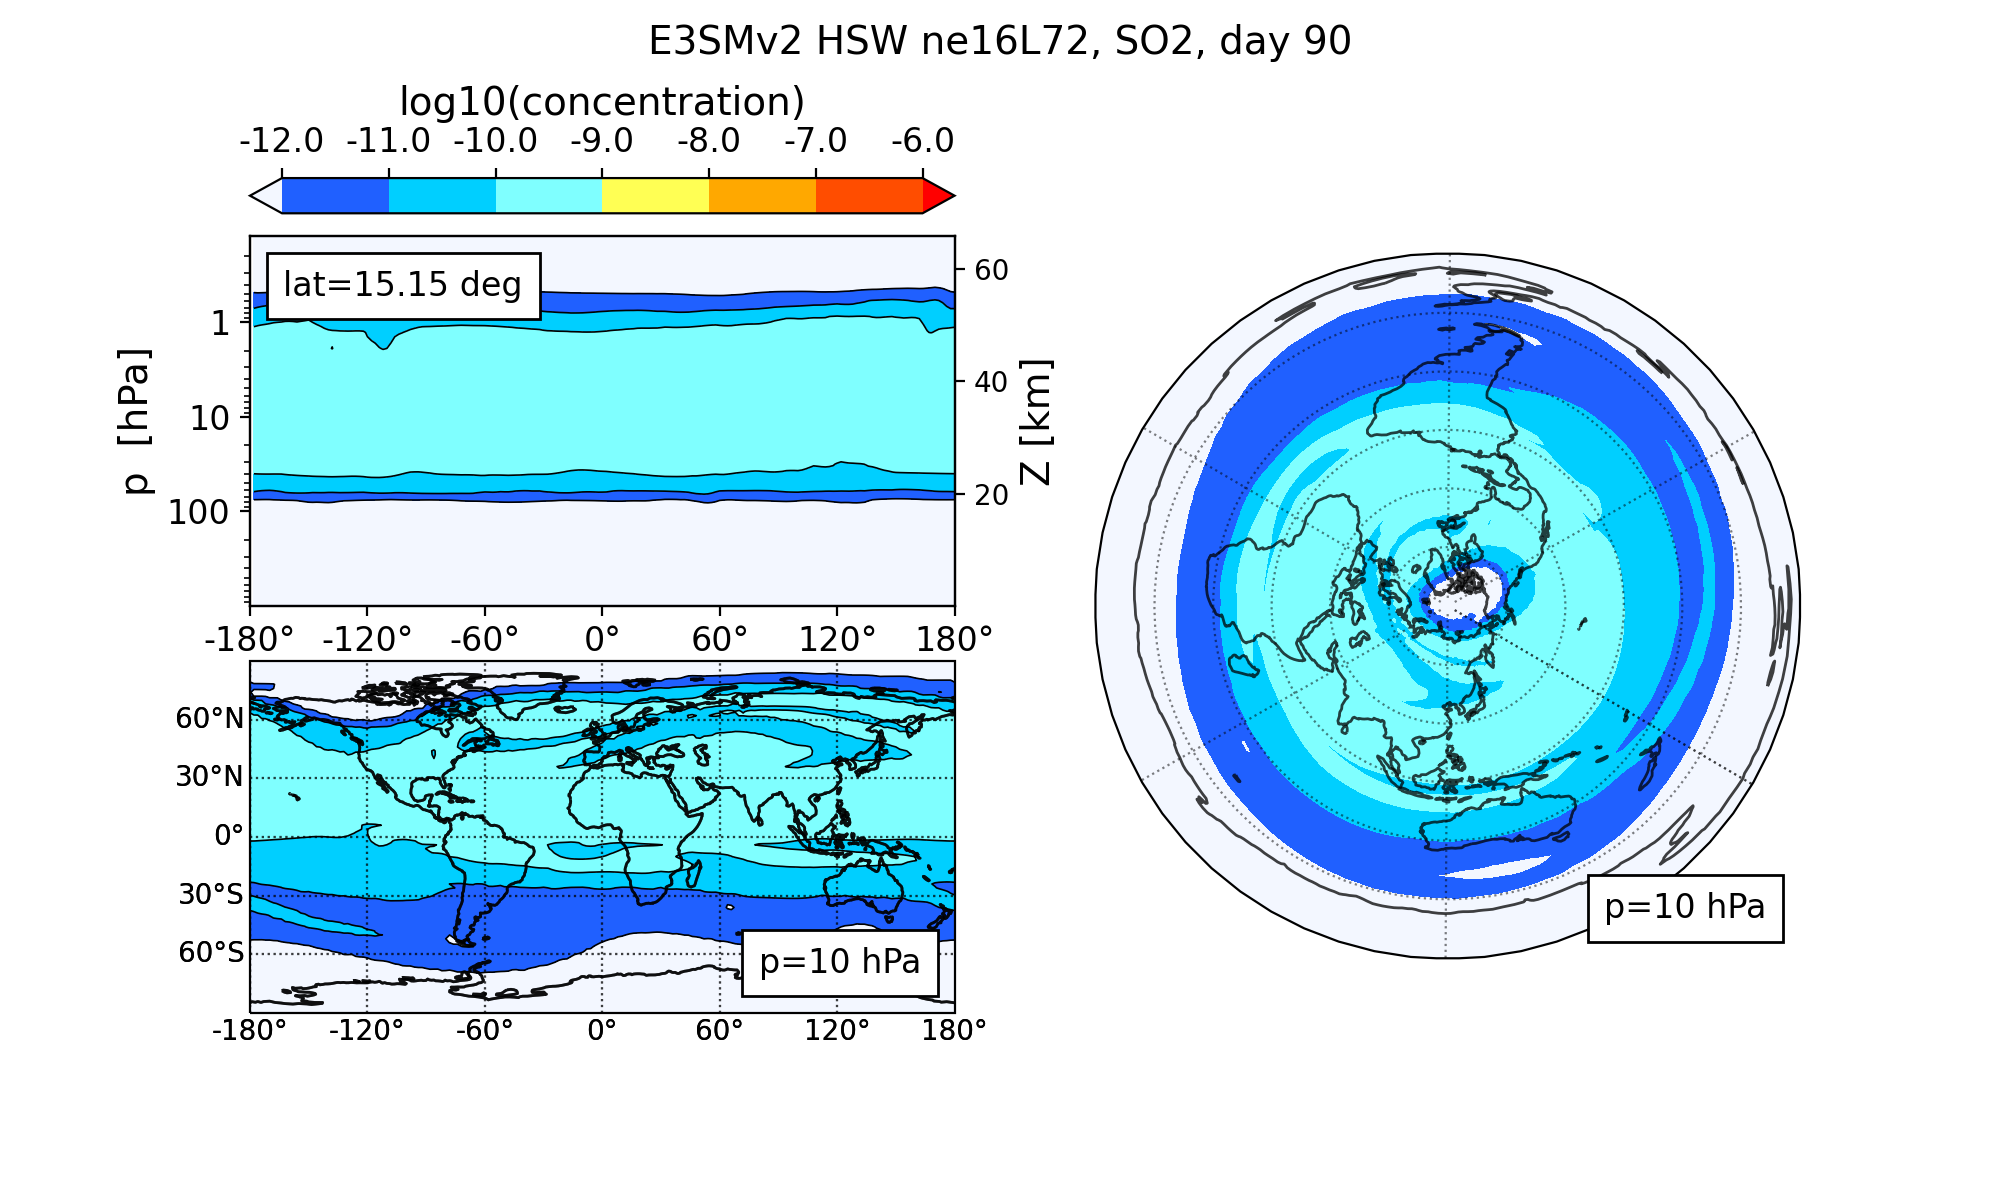 E3SMv2 HSW ne16L72, SO2, day 90
log10(concentration)
-12.0 -11.0 -10.0 -9.0 -8.0 -7.0 -6.0
lat=15.15 deg
p [hPa]
1
10
100
60
40
20
Z [km]
-180° -120° -60° 0° 60° 120° 180°
60°N
30°N
0°
30°S
60°S
p=10 hPa
-180° -120° -60° 0° 60° 120° 180°
p=10 hPa